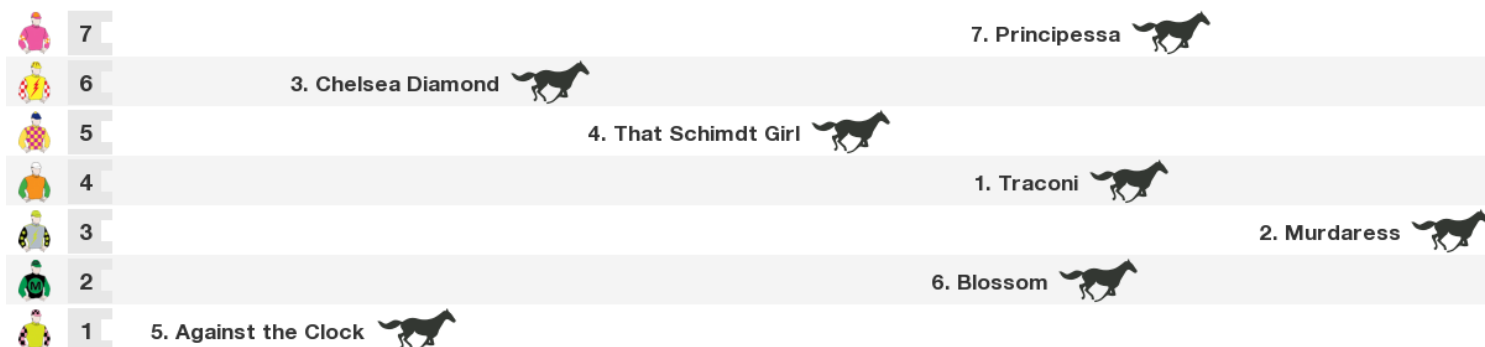 7 7. Principessa
6 3. Chelsea Diamond
5 4. That Schimdt Girl
4 1. Traconi
3 2. Murdaress
M 2 6. Blossom
1 5. Against the Clock